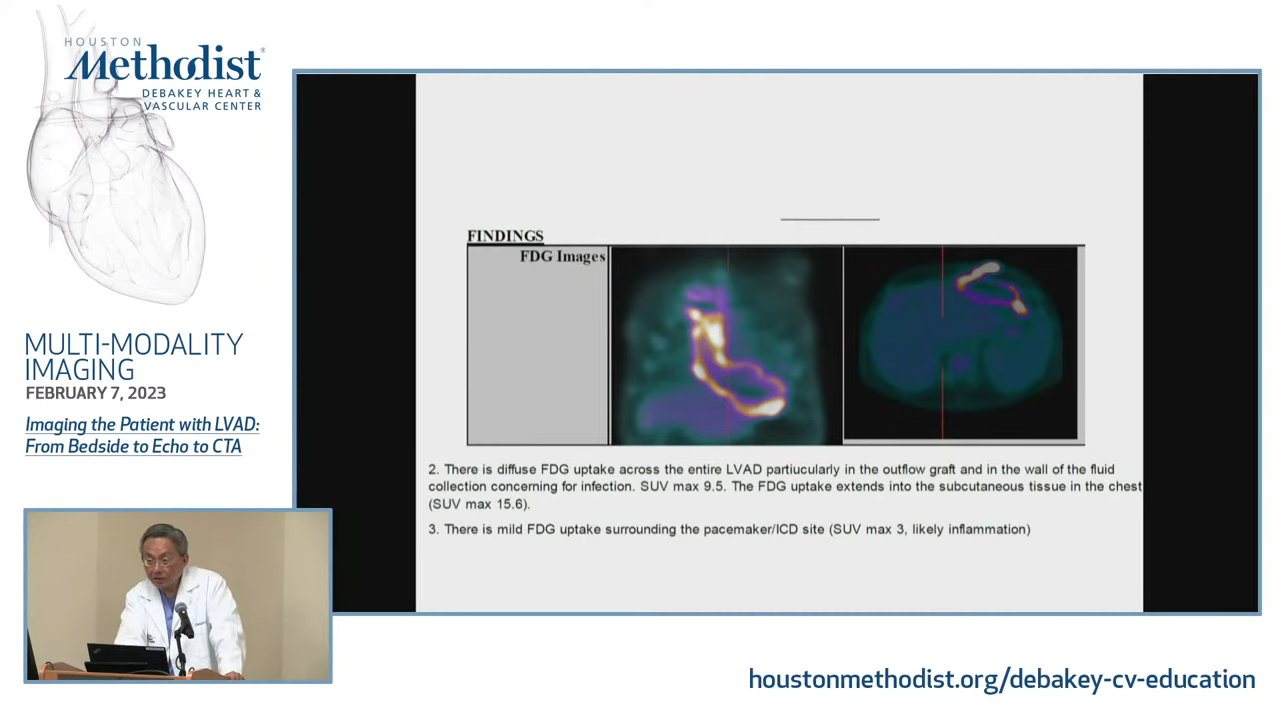 HOUSTON
Methodist®
DEBAKEY HEART &
VASCULAR CENTER
MULTI-MODALITY
IMAGING
FEBRUARY 7, 2023
Imaging the Patient with LVAD:
From Bedside to Echo to CTA
FINDINGS
FDG Images
2. There is diffuse FDG uptake across the entire LVAD partiucularly in the outflow graft and in the wall of the fluid
collection concerning for infection. SUV max 9.5. The FDG uptake extends into the subcutaneous tissue in the chest
(SUV max 15.6).
3. There is mild FDG uptake surrounding the pacemaker/ICD site (SUV max 3, likely inflammation)
houstonmethodist.org/debakey-cv-education